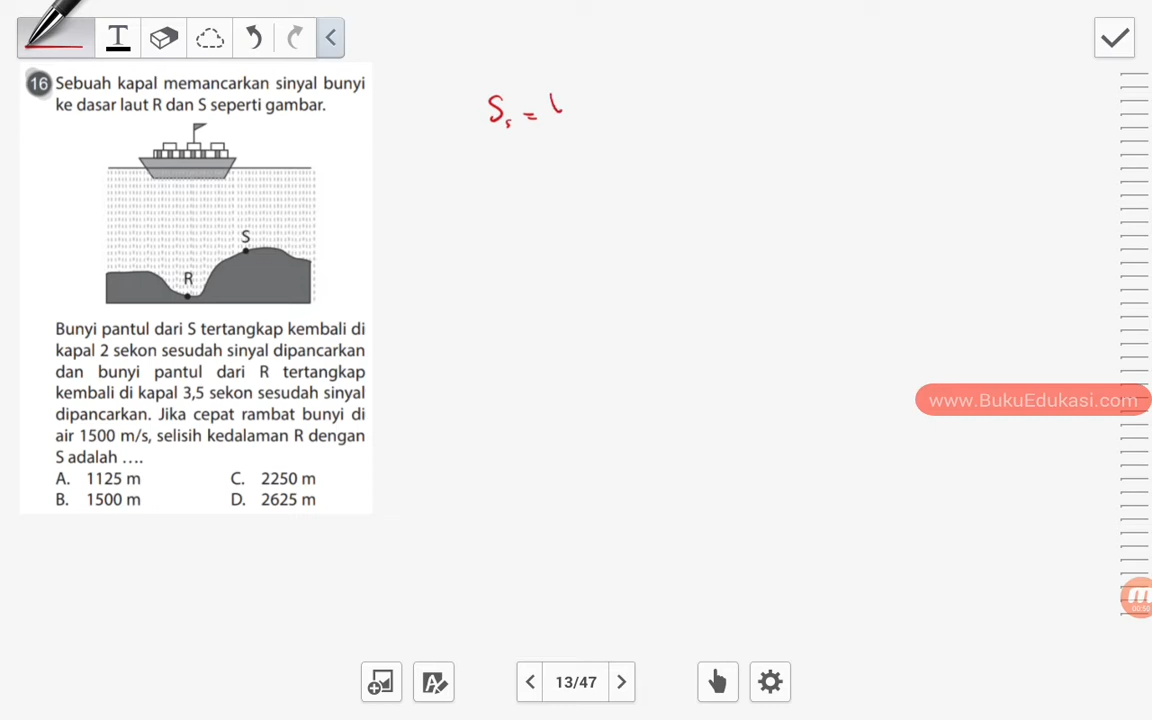 T
16 Sebuah kapal memancarkan sinyal bunyi
ke dasar laut R dan S seperti gambar.
S
R
Bunyi pantul dari S tertangkap kembali di
kapal 2 sekon sesudah sinyal dipancarkan
dan bunyi pantul dari R tertangkap
kembali di kapal 3,5 sekon sesudah sinyal
dipancarkan. Jika cepat rambat bunyi di
air 1500 m/s, selisih kedalaman R dengan
S adalah ....
A. 1125 m C. 2250 m
B. 1500 m D. 2625 m
Ss =
www.BukuEdukasi.com
00:50
13/47